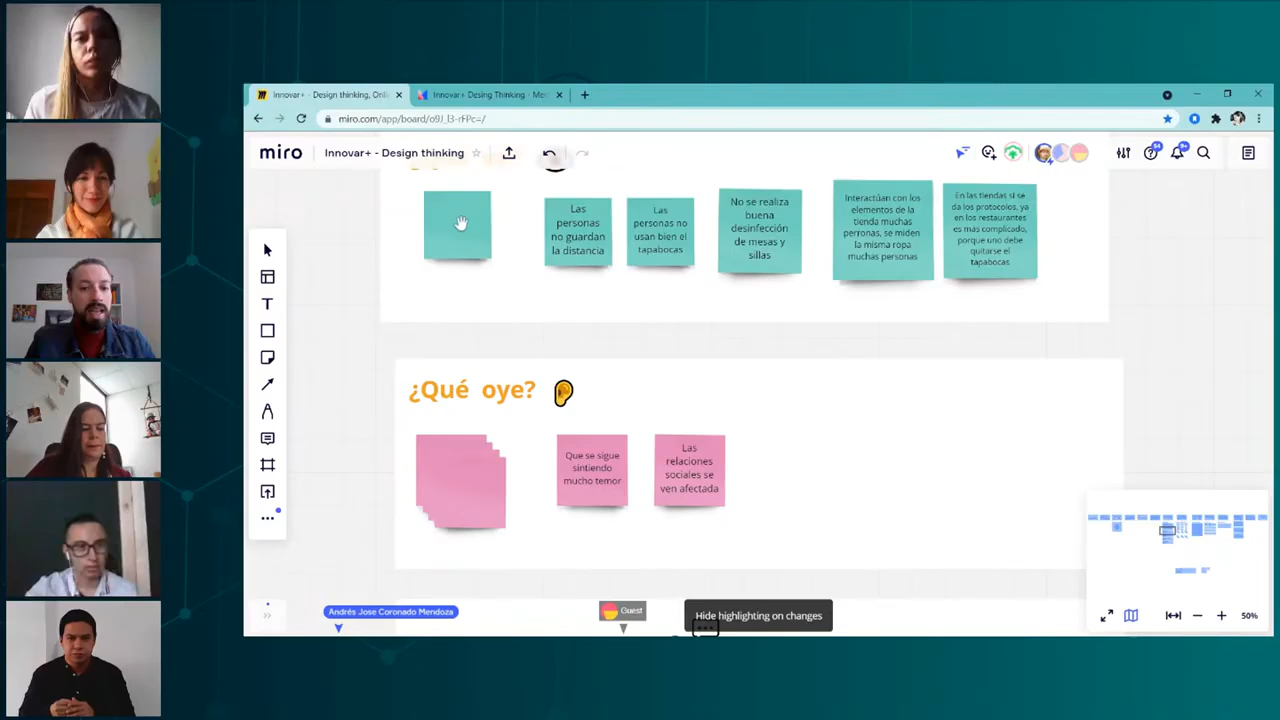 Innovar+ - Design thinking, Onli
Innovar+ Desing Thinking - Me
miro.com/app/board/o9J_l3-rFPc=/
miro
Innovar+ - Design thinking
Las
personas
no guardan
la distancia
Las
personas no
usan bien el
tapabocas
No se realiza
buena
desinfección
de mesas y
sillas
Interactúan con los
elementos de la
tienda muchas
perronas, se miden
la misma ropa
muchas personas
En las tiendas si se
da los protocolos, ya
en los restaurantes
es más complicado,
porque uno debe
quitarse el
tapabocas
¿Qué oye?
Que se sigue
sintiendo
mucho temor
Las
relaciones
sociales se
ven afectada
Andrés Jose Coronado Mendoza
Guest
Hide highlighting on changes
50%